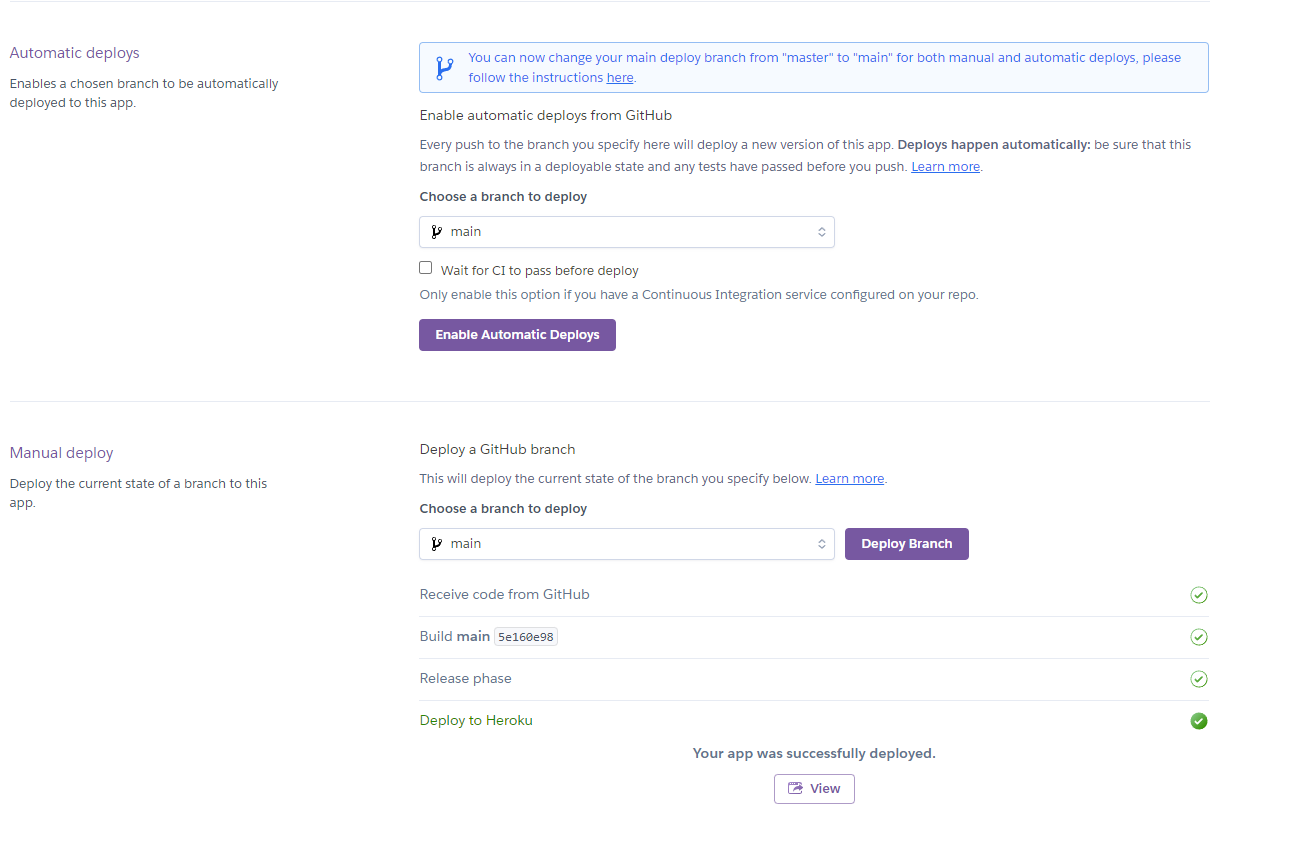 Automatic deploys
Enables a chosen branch to be automatically
deployed to this app.
You can now change your main deploy branch from "master" to "main" for both manual and automatic deploys, please
follow the instructions here.
Enable automatic deploys from GitHub
Every push to the branch you specify here will deploy a new version of this app. Deploys happen automatically: be sure that this
branch is always in a deployable state and any tests have passed before you push. Learn more.
Choose a branch to deploy
main
Wait for CI to pass before deploy
Only enable this option if you have a Continuous Integration service configured on your repo.
Enable Automatic Deploys
Manual deploy
Deploy the current state of a branch to this
app.
Deploy a GitHub branch
This will deploy the current state of the branch you specify below. Learn more.
Choose a branch to deploy
main
Deploy Branch
Receive code from GitHub
Build main 5e160e98
Release phase
Deploy to Heroku
Your app was successfully deployed.
View